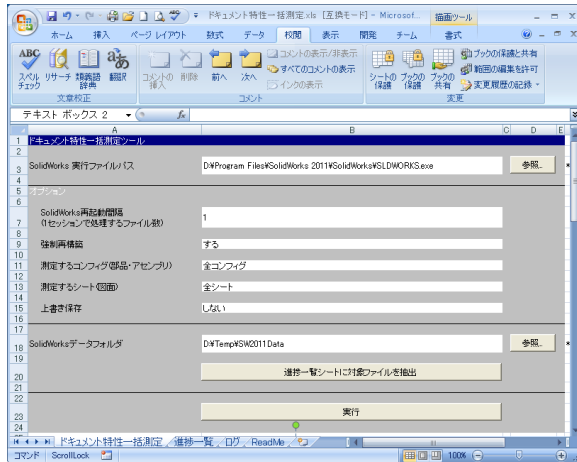 ドキュメント特性一括測定.xls [互換モード] - Microsof...
描画ツール
ホーム 挿入 ページ レイアウト 数式 データ 校閲 表示 開発 チーム 書式
ABC
スペル チェック
リサーチ
類義語 辞典
翻訳
文章校正
コメントの 挿入
削除
前へ
次へ
コメントの表示/非表示
すべてのコメントの表示
インクの表示
コメント
シートの 保護
ブックの 保護
ブックの 共有
ブックの保護と共有
範囲の編集を許可
変更履歴の記録
変更
テキスト ボックス 2
fx
A B C D E
1 ドキュメント特性一括測定ツール
2
3 SolidWorks 実行ファイルパス D:¥Program Files¥SolidWorks 2011¥SolidWorks¥SLDWORKS.exe 参照... *
4
5 オプション
6
7 SolidWorks再起動間隔
(1セッションで処理するファイル数) 1
8
9 強制再構築 する
10
11 測定するコンフィグ(部品・アセンブリ) 全コンフィグ
12
13 測定するシート(図面) 全シート
14
15 上書き保存 しない
16
17
18 SolidWorksデータフォルダ D:¥Temp¥SW2011Data 参照... *
19
20 進捗一覧シートに対象ファイルを抽出
21
22
23 実行
24
ドキュメント特性一括測定 進捗一覧 ログ ReadMe
コマンド ScrollLock 100%